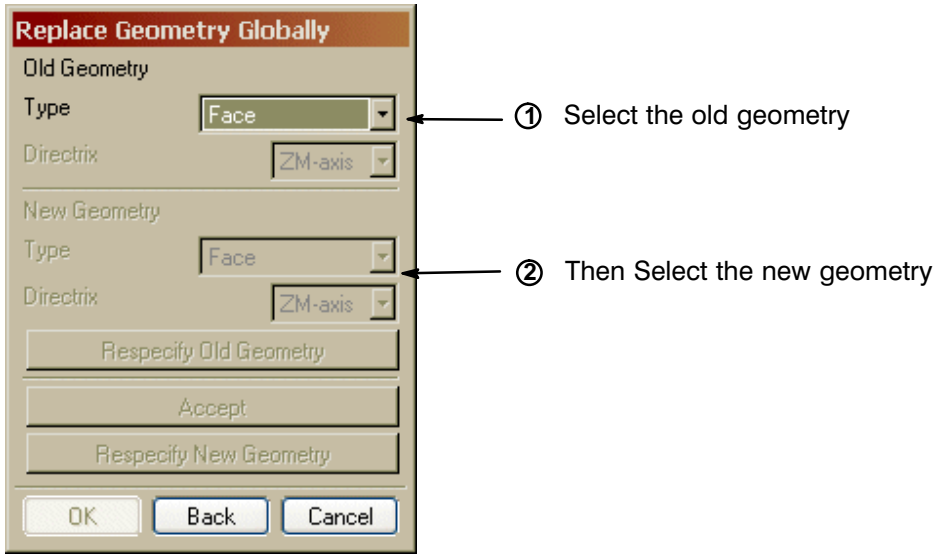 Replace Geometry Globally
Old Geometry
Type Face
① Select the old geometry
Directrix ZM-axis
New Geometry
Type Face
② Then Select the new geometry
Directrix ZM-axis
Respecify Old Geometry
Accept
Respecify New Geometry
OK Back Cancel